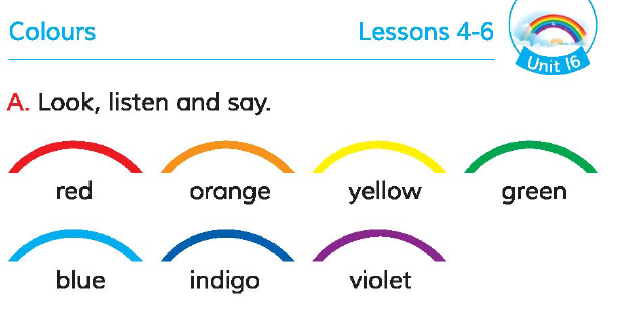 Colours
Lessons 4-6
Unit 16
A. Look, listen and say.
red orange yellow green
blue indigo violet